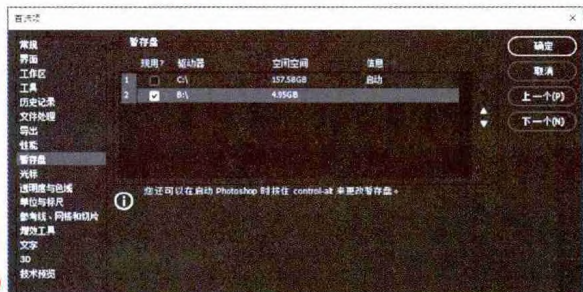 首选项
常规
界面
工作区
工具
历史记录
文件处理
导出
性能
暂存盘
光标
透明度与色域
单位与标尺
参考线、网格和切片
增效工具
文字
3D
技术预览
暂存盘
现用? 驱动器 空闲空间 信息
1 C:\ 157.58GB 启动
2 B:\ 4.95GB
您还可以在启动 Photoshop 时按住 control-alt 来更改暂存盘。
确定
取消
上一个(P)
下一个(N)